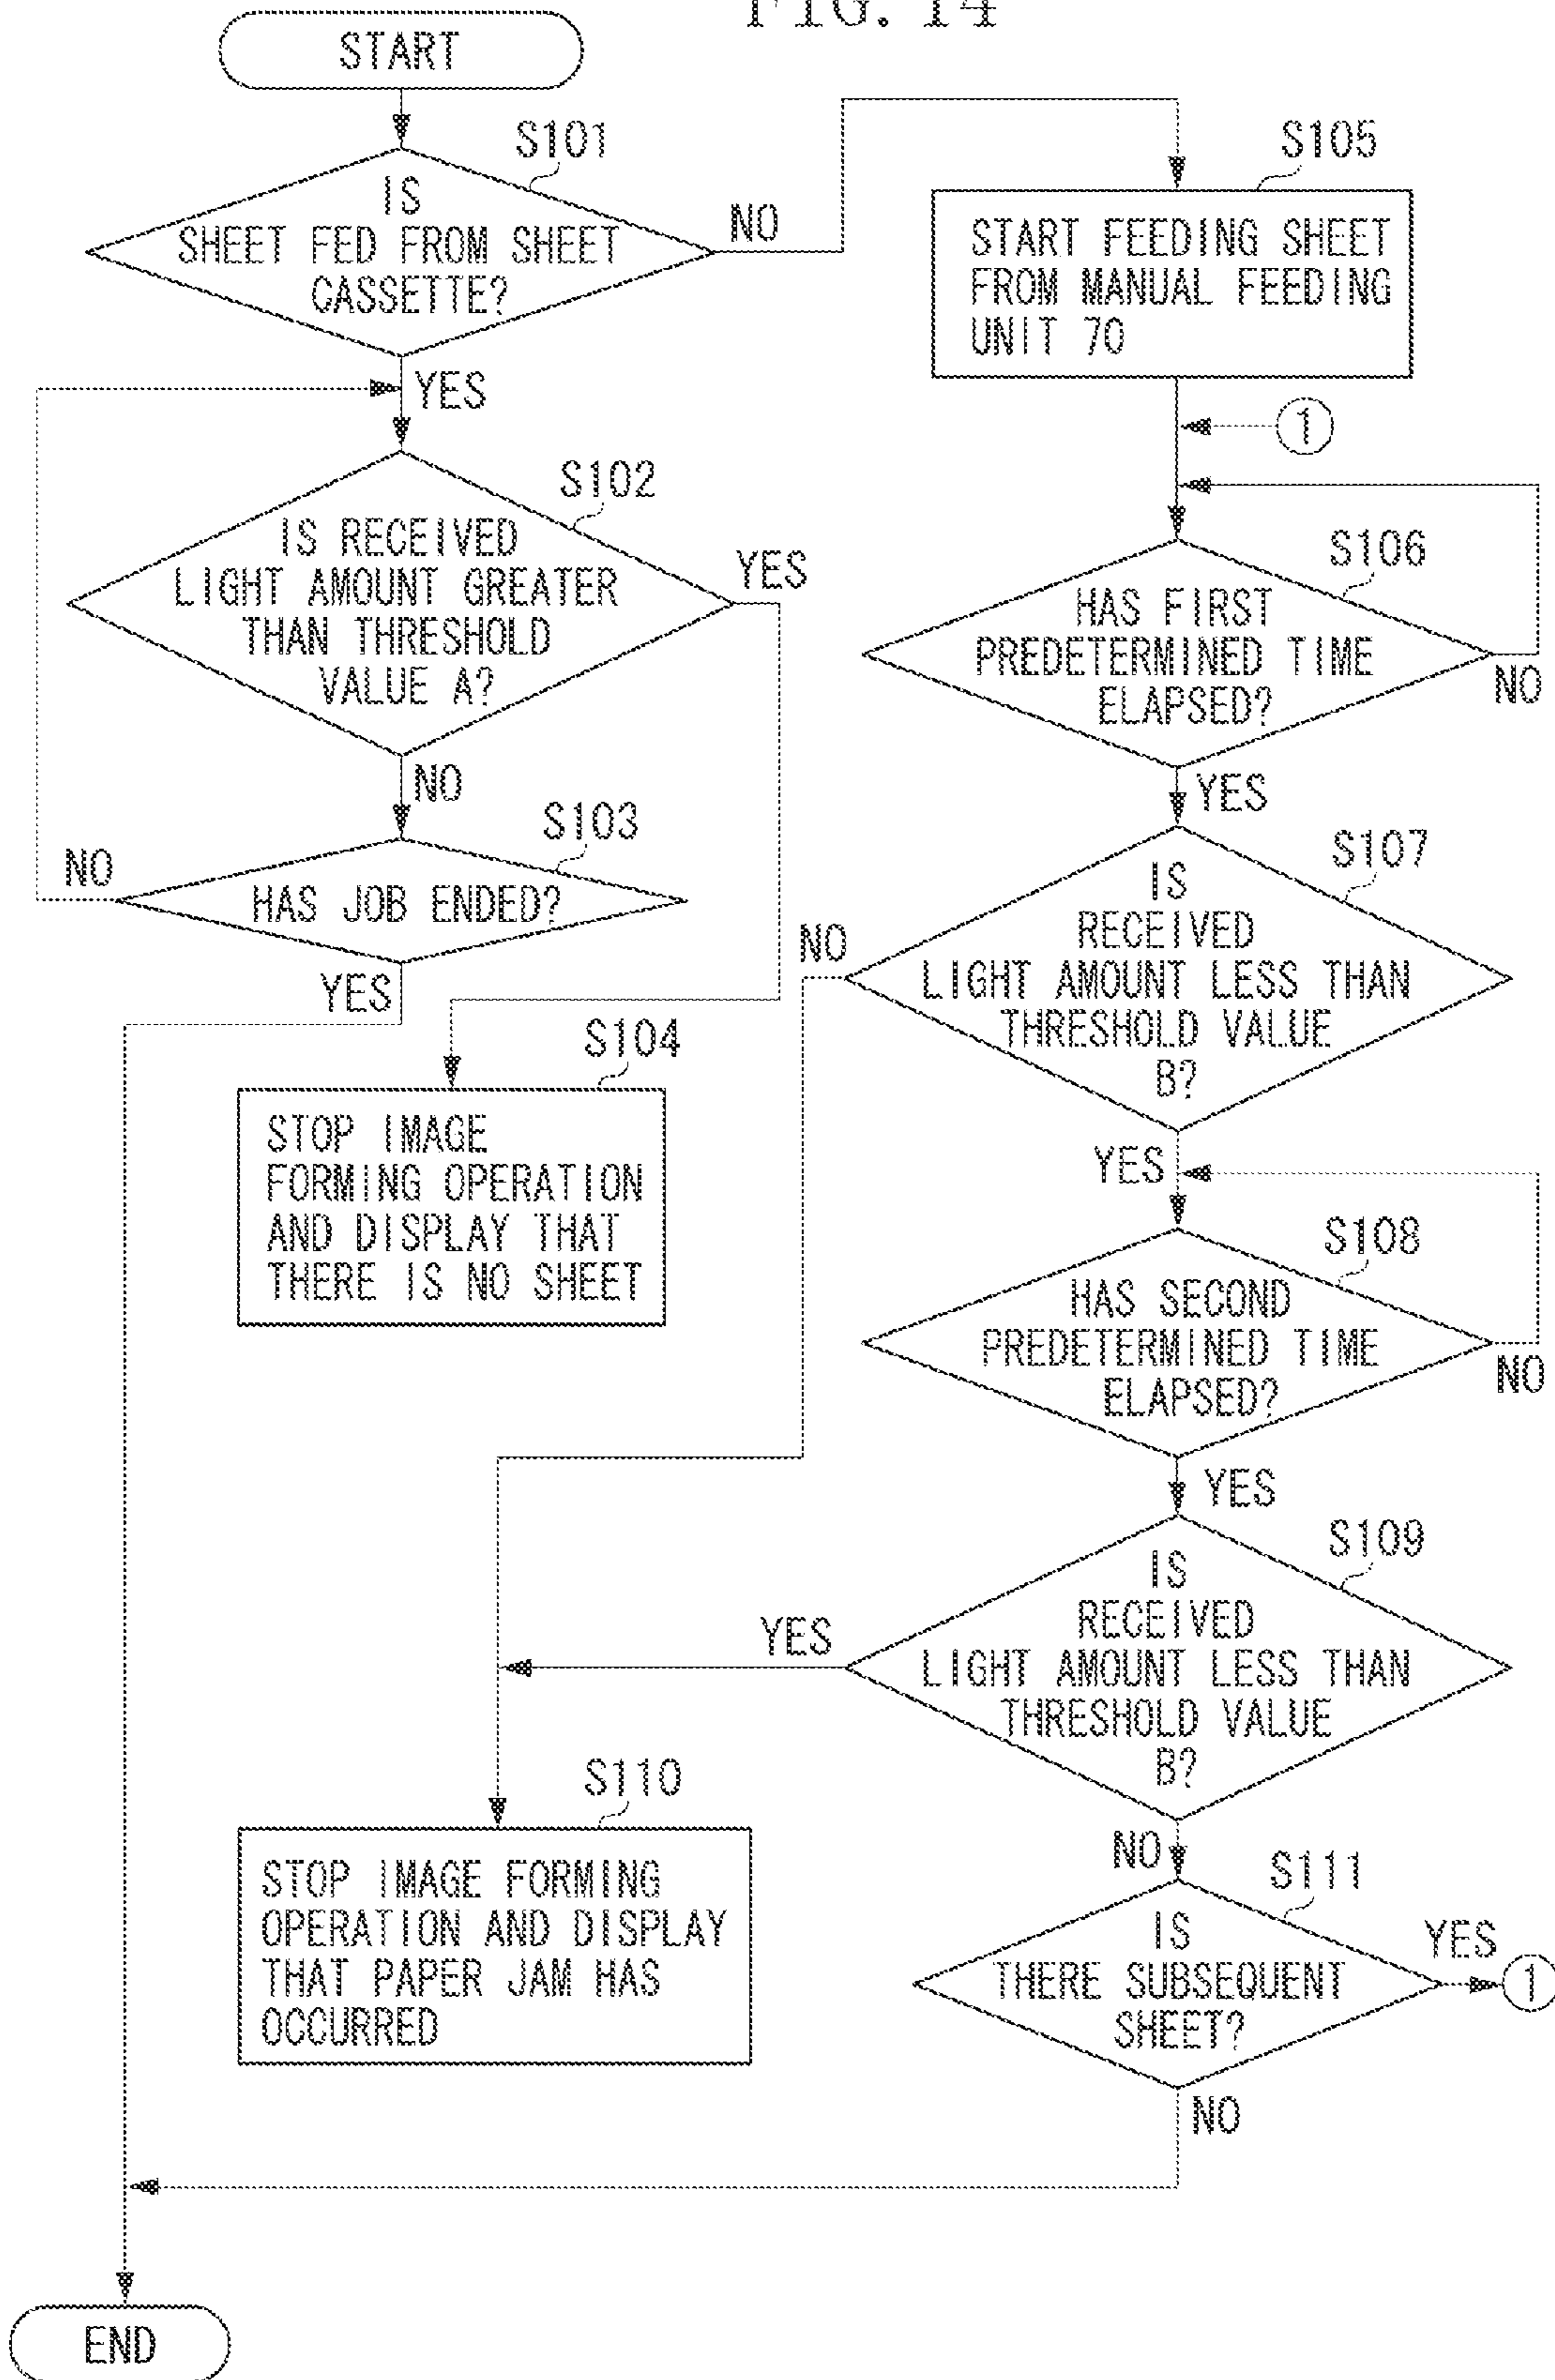 FIG. 14
START
S101
IS
SHEET FED FROM SHEET
CASSETTE?
NO
YES
S102
IS RECEIVED
LIGHT AMOUNT GREATER
THAN THRESHOLD
VALUE A?
YES
NO
S103
HAS JOB ENDED?
NO
YES
S104
STOP IMAGE
FORMING OPERATION
AND DISPLAY THAT
THERE IS NO SHEET
S105
START FEEDING SHEET
FROM MANUAL FEEDING
UNIT 70
1
S106
HAS FIRST
PREDETERMINED TIME
ELAPSED?
NO
YES
S107
IS
RECEIVED
LIGHT AMOUNT LESS THAN
THRESHOLD VALUE
B?
NO
YES
S108
HAS SECOND
PREDETERMINED TIME
ELAPSED?
NO
YES
S109
IS
RECEIVED
LIGHT AMOUNT LESS THAN
THRESHOLD VALUE
B?
YES
NO
S110
STOP IMAGE FORMING
OPERATION AND DISPLAY
THAT PAPER JAM HAS
OCCURRED
S111
IS
THERE SUBSEQUENT
SHEET?
YES
1
NO
END